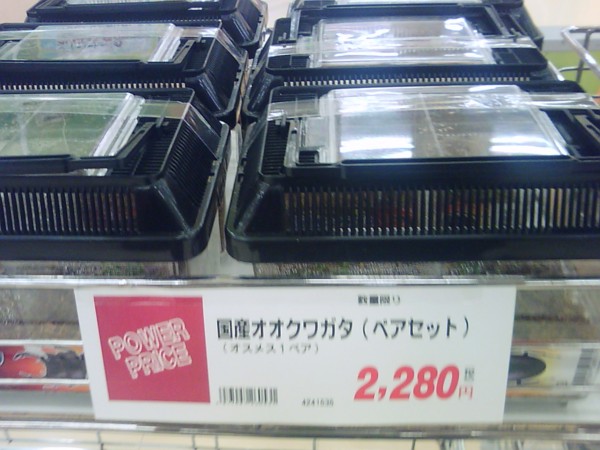 数量限り
国産オオクワガタ（ペアセット）
（オスメス1ペア）
POWER
PRICE
2,280円
4241535